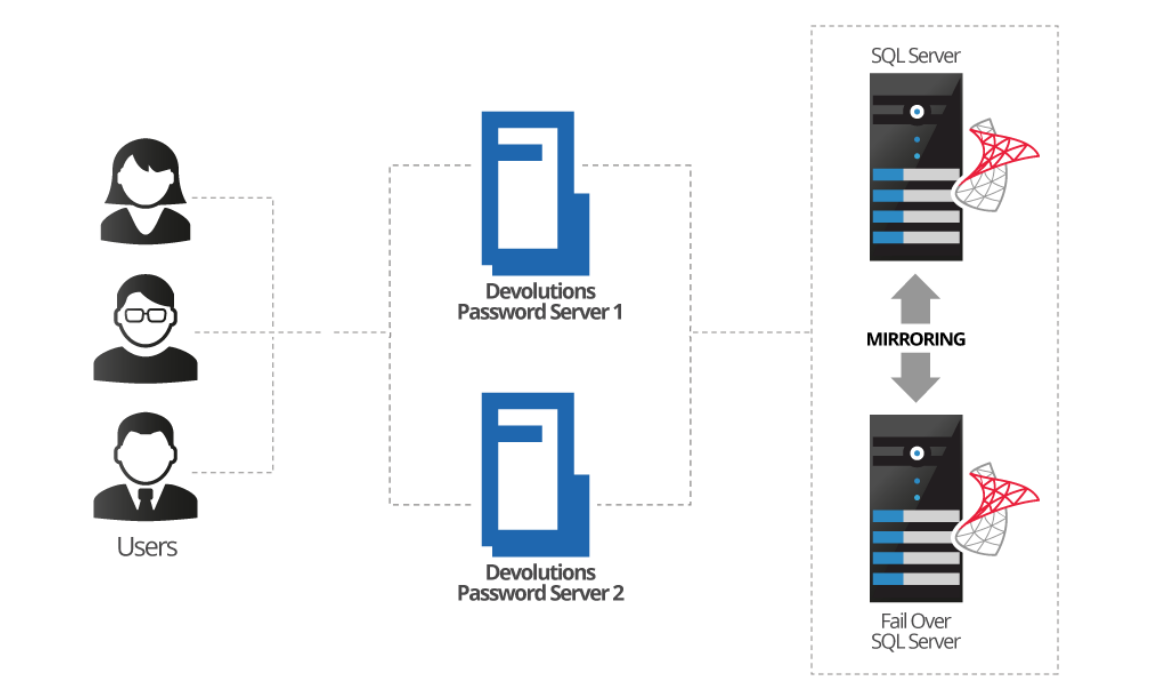 SQL Server
Devolutions
Password Server 1
MIRRORING
Users
Devolutions
Password Server 2
Fail Over
SQL Server